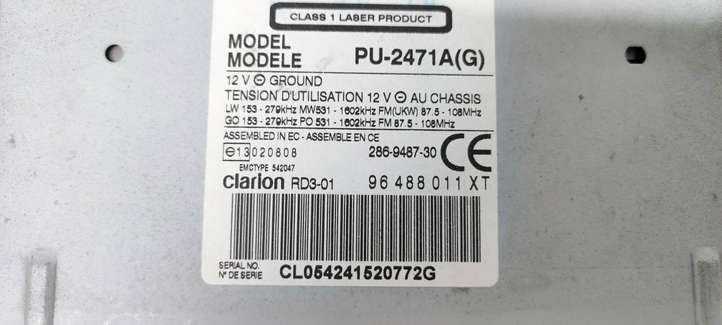 CLASS 1 LASER PRODUCT
MODEL
MODELE PU-2471A(G)
12 V ⊖ GROUND
TENSION D'UTILISATION 12 V ⊖ AU CHASSIS
LW 153 - 279kHz MW531 - 1602kHz FM(UKW) 87.5 - 108MHz
GO 153 - 279kHz PO 531 - 1602kHz FM 87.5 - 108MHz
ASSEMBLED IN EC - ASSEMBLE EN CE
e13 020808 286-9487-30 CE
EMCTYPE 542047
Clarion RD3-01 96 488 011 XT
SERIAL NO.
N° DE SERIE CL054241520772G